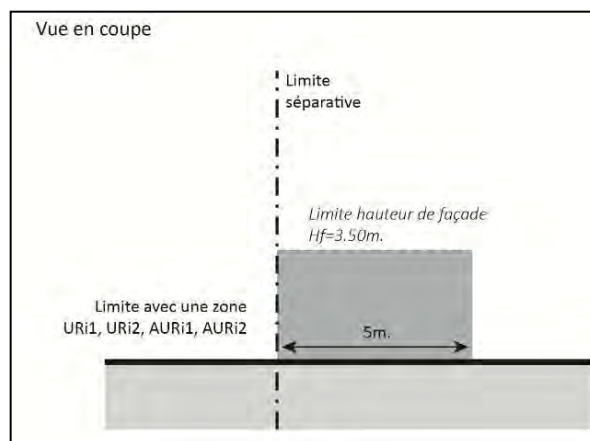 Vue en coupe
Limite
séparative
Limite hauteur de façade
Hf=3.50m.
Limite avec une zone
URi1, URi2, AURi1, AURi2
5m.